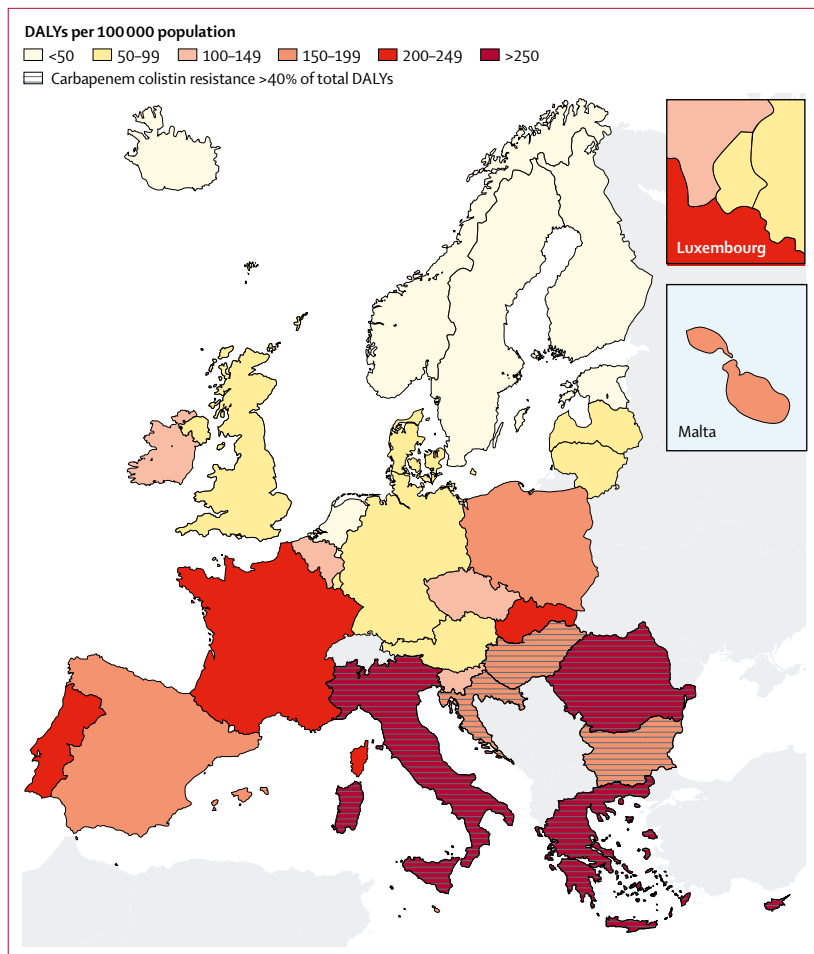 DALYs per 100 000 population
<50 50–99 100–149 150–199 200–249 >250
Carbapenem colistin resistance >40% of total DALYs
Luxembourg
Malta